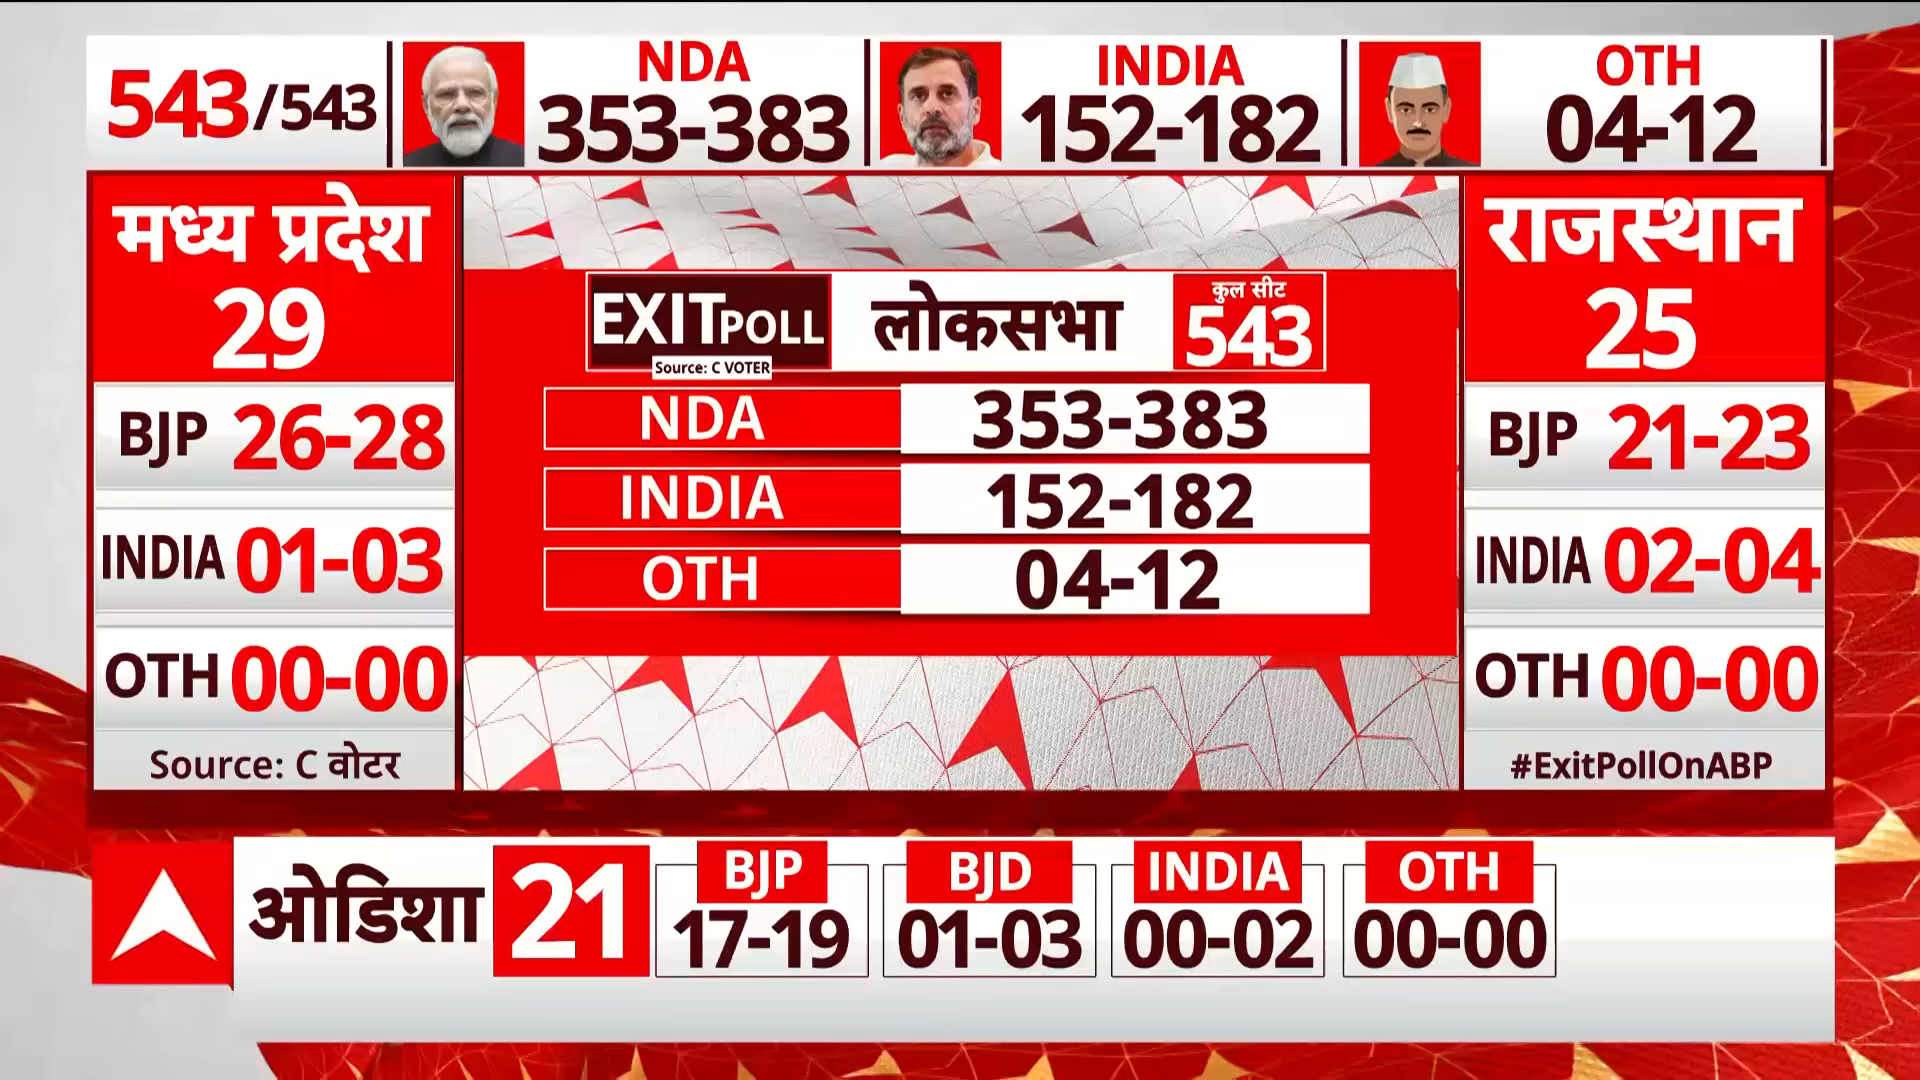 543/543
NDA
353-383
INDIA
152-182
OTH
04-12
मध्य प्रदेश
29
BJP 26-28
INDIA 01-03
OTH 00-00
Source: C वोटर
EXIT POLL
Source: C VOTER
लोकसभा
कुल सीट
543
NDA 353-383
INDIA 152-182
OTH 04-12
राजस्थान
25
BJP 21-23
INDIA 02-04
OTH 00-00
#ExitPollOnABP
ओडिशा 21
BJP
17-19
BJD
01-03
INDIA
00-02
OTH
00-00